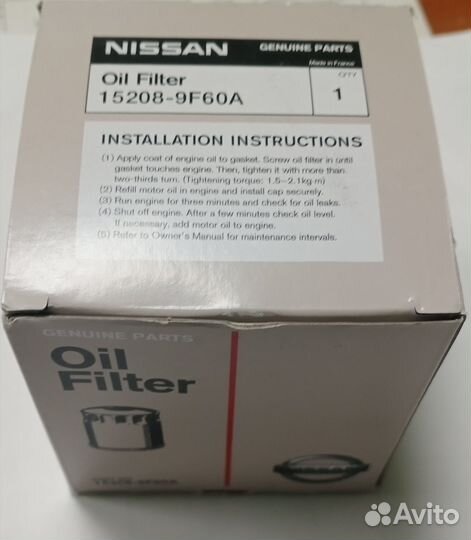 NISSAN
GENUINE PARTS
Made in France
Oil Filter
15208-9F60A
QTY
1
INSTALLATION INSTRUCTIONS
(1) Apply coat of engine oil to gasket. Screw oil filter in until
gasket touches engine. Then, tighten it with more than
two-thirds turn. (Tightening torque: 1.5~2.1kg·m)
(2) Refill motor oil in engine and install cap securely.
(3) Run engine for three minutes and check for oil leaks.
(4) Shut off engine. After a few minutes check oil level.
If necessary, add motor oil to engine.
(5) Refer to Owner's Manual for maintenance intervals.
GENUINE PARTS
Oil
Filter
NISSAN
Avito